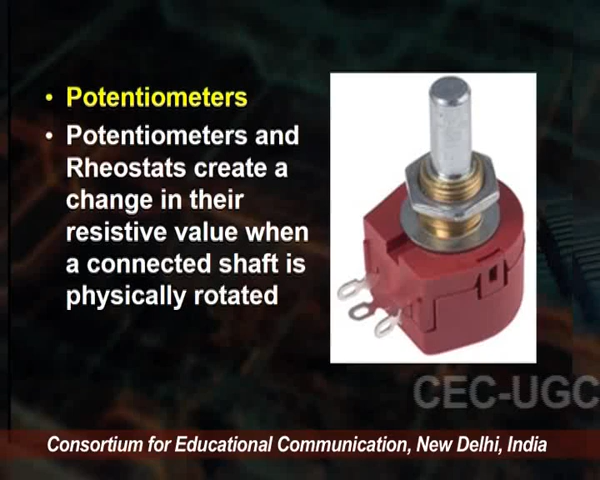 • Potentiometers
• Potentiometers and
Rheostats create a
change in their
resistive value when
a connected shaft is
physically rotated
CEC-UGC
Consortium for Educational Communication, New Delhi, India